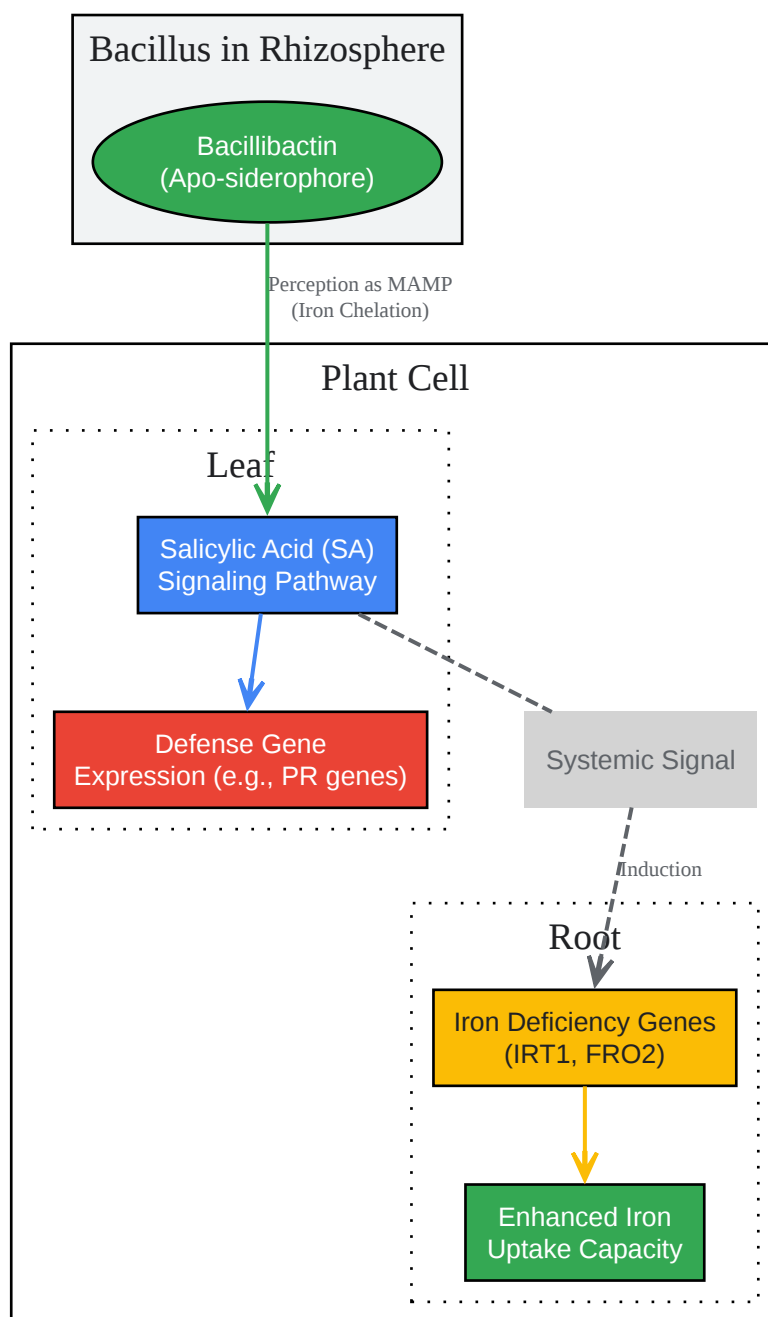 Bacillus in Rhizosphere
Bacillibactin
(Apo-siderophore)
Perception as MAMP
(Iron Chelation)
Plant Cell
Leaf
Salicylic Acid (SA)
Signaling Pathway
Defense Gene
Expression (e.g., PR genes)
Systemic Signal
Induction
Root
Iron Deficiency Genes
(IRT1, FRO2)
Enhanced Iron
Uptake Capacity